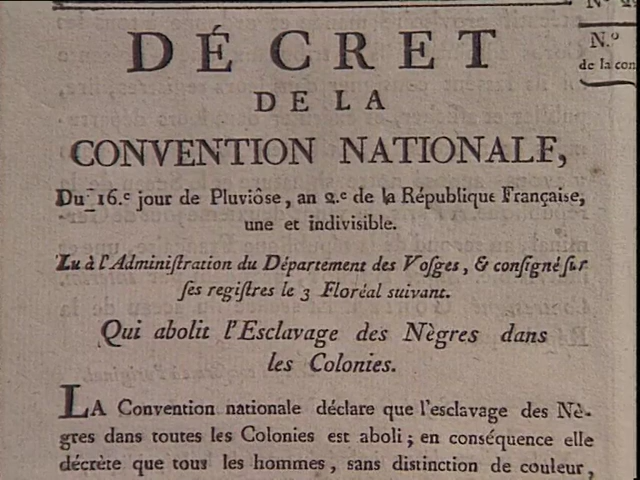 DÉCRET
DE LA
CONVENTION NATIONALE,
Du 16.e jour de Pluviôse, an 2.e de la République Française,
une et indivisible.
Lu à l'Adminiſtration du Département des Voſges, & conſigné ſur
ſes regiſtres le 3 Floréal suivant.
Qui abolit l'Esclavage des Nègres dans
les Colonies.
LA Convention nationale déclare que l'esclavage des Nè-
gres dans toutes les Colonies est aboli ; en conséquence elle
décrète que tous les hommes, sans distinction de couleur,
N.o
de la con